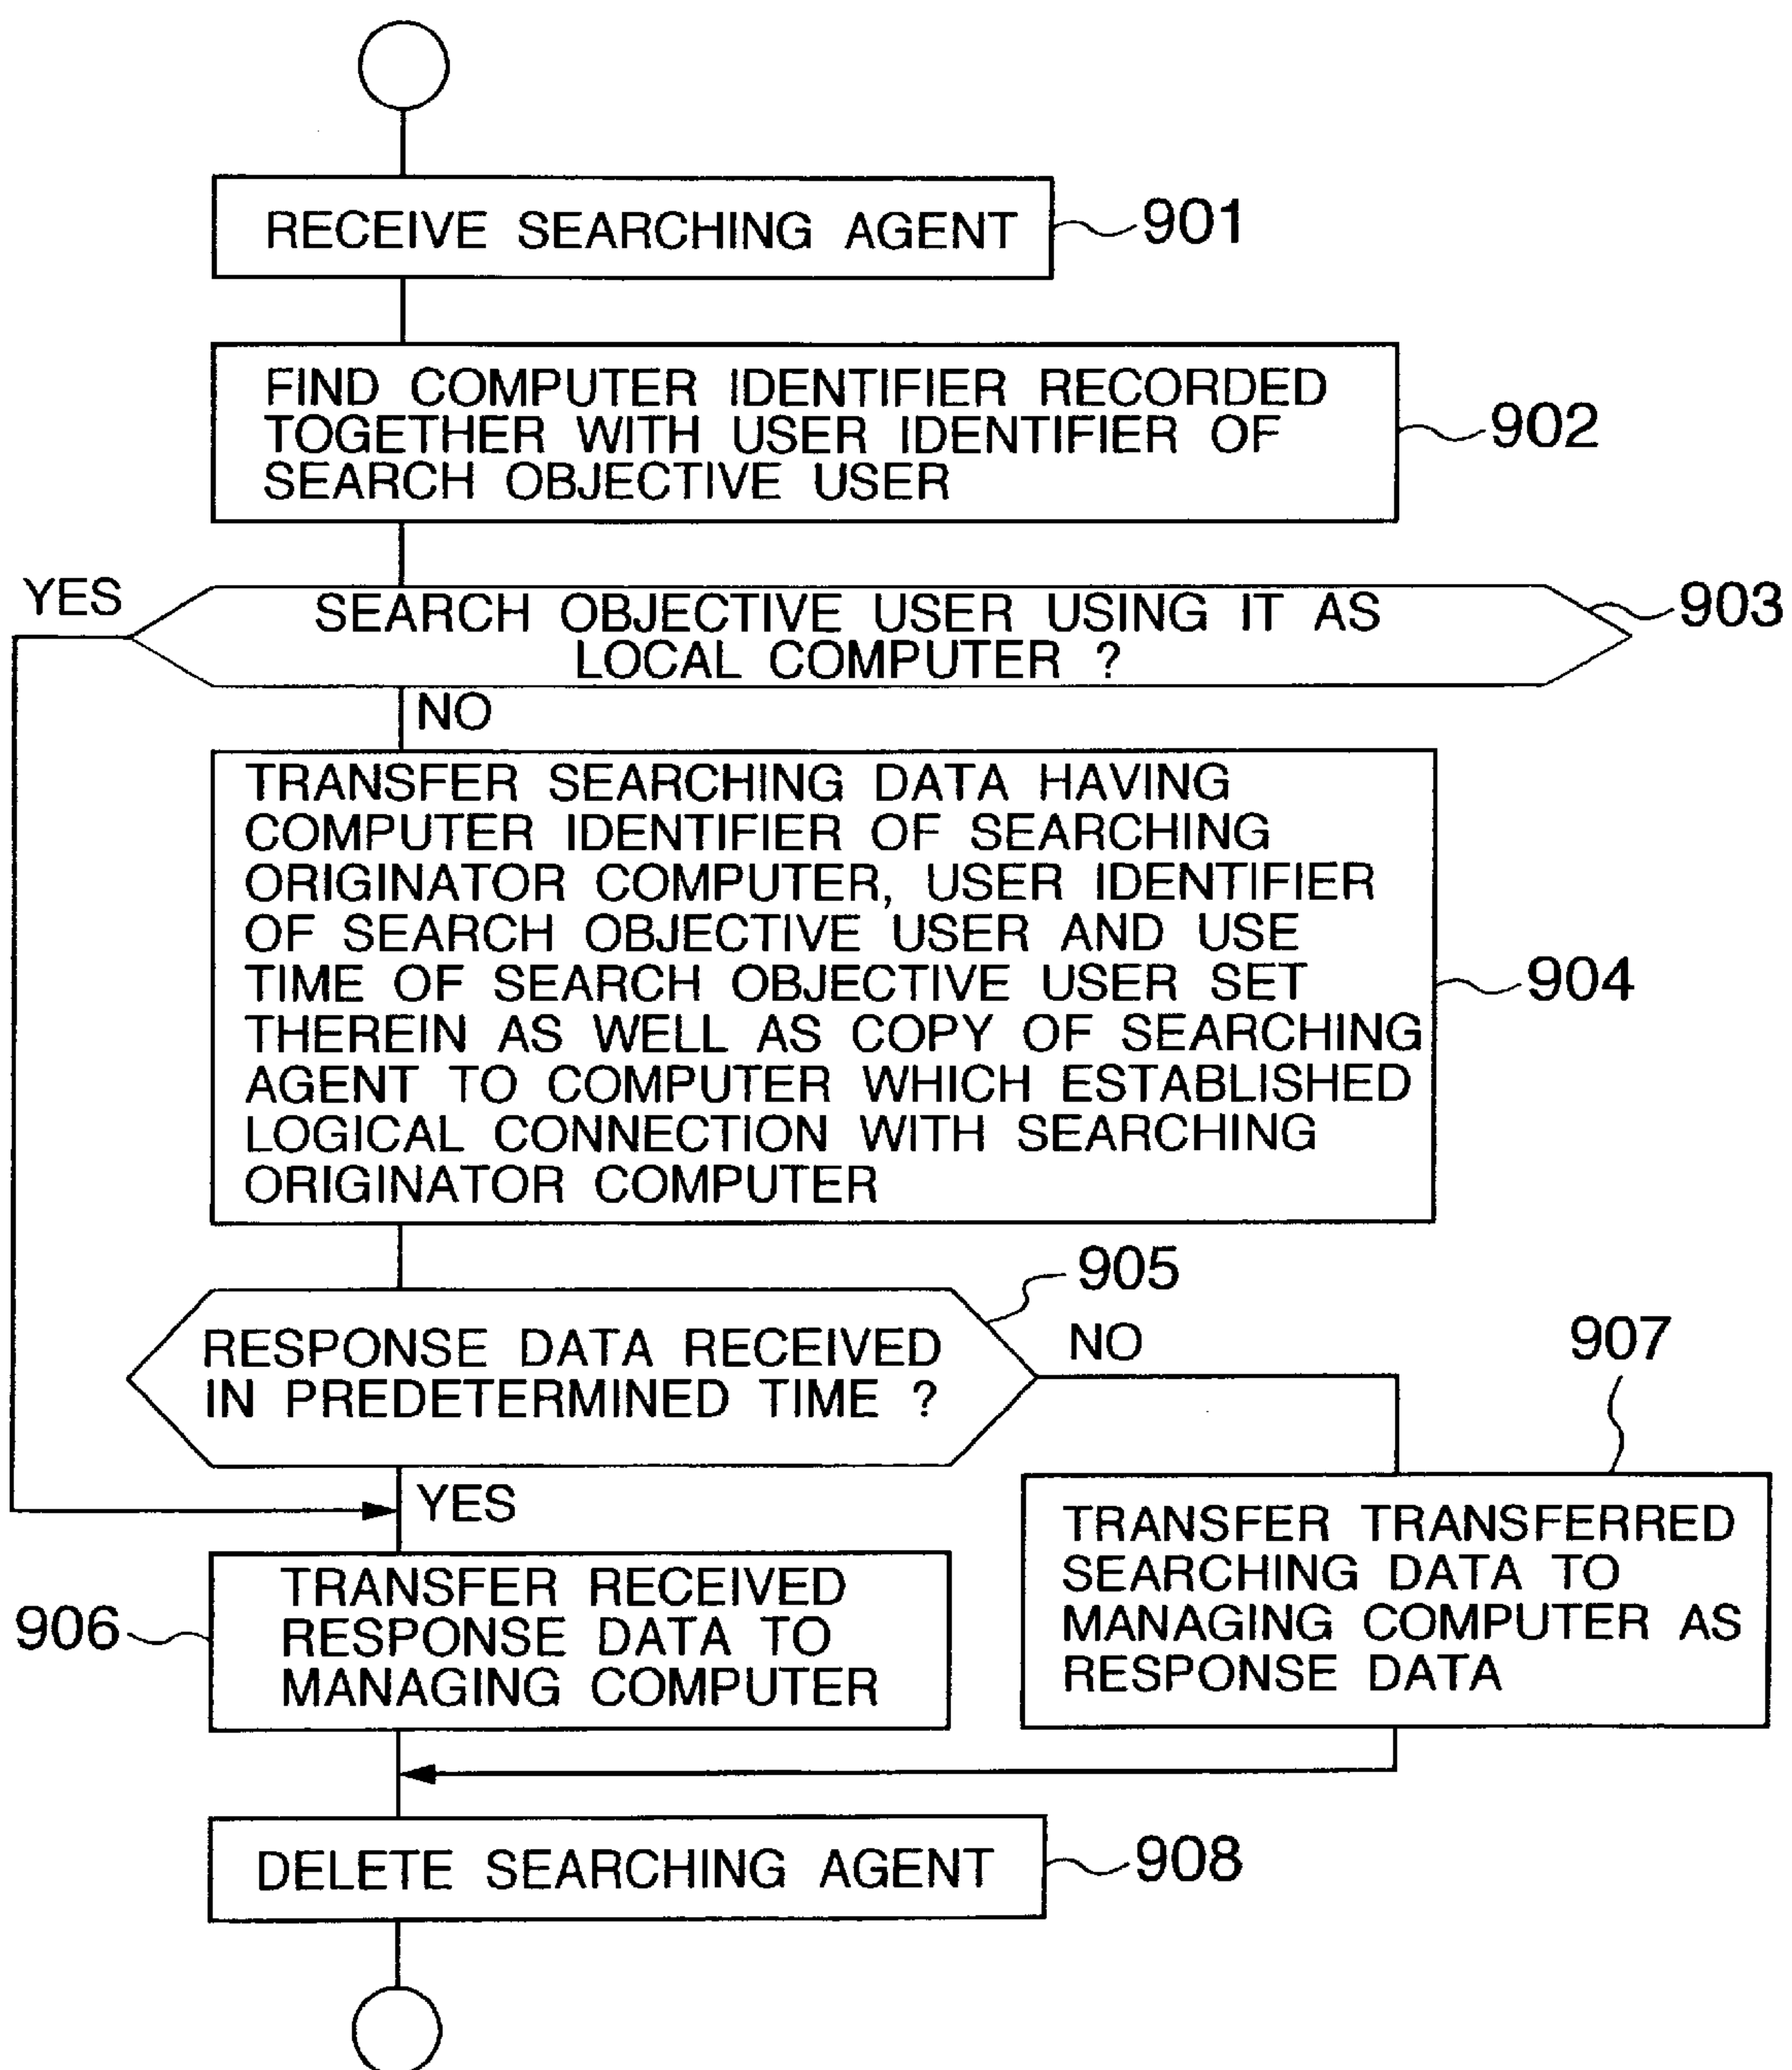 RECEIVE SEARCHING AGENT
901
FIND COMPUTER IDENTIFIER RECORDED
TOGETHER WITH USER IDENTIFIER OF
SEARCH OBJECTIVE USER
902
YES
SEARCH OBJECTIVE USER USING IT AS
LOCAL COMPUTER ?
903
NO
TRANSFER SEARCHING DATA HAVING
COMPUTER IDENTIFIER OF SEARCHING
ORIGINATOR COMPUTER, USER IDENTIFIER
OF SEARCH OBJECTIVE USER AND USE
TIME OF SEARCH OBJECTIVE USER SET
THEREIN AS WELL AS COPY OF SEARCHING
AGENT TO COMPUTER WHICH ESTABLISHED
LOGICAL CONNECTION WITH SEARCHING
ORIGINATOR COMPUTER
904
905
RESPONSE DATA RECEIVED
IN PREDETERMINED TIME ?
NO
907
YES
TRANSFER RECEIVED
RESPONSE DATA TO
MANAGING COMPUTER
906
TRANSFER TRANSFERRED
SEARCHING DATA TO
MANAGING COMPUTER AS
RESPONSE DATA
DELETE SEARCHING AGENT
908